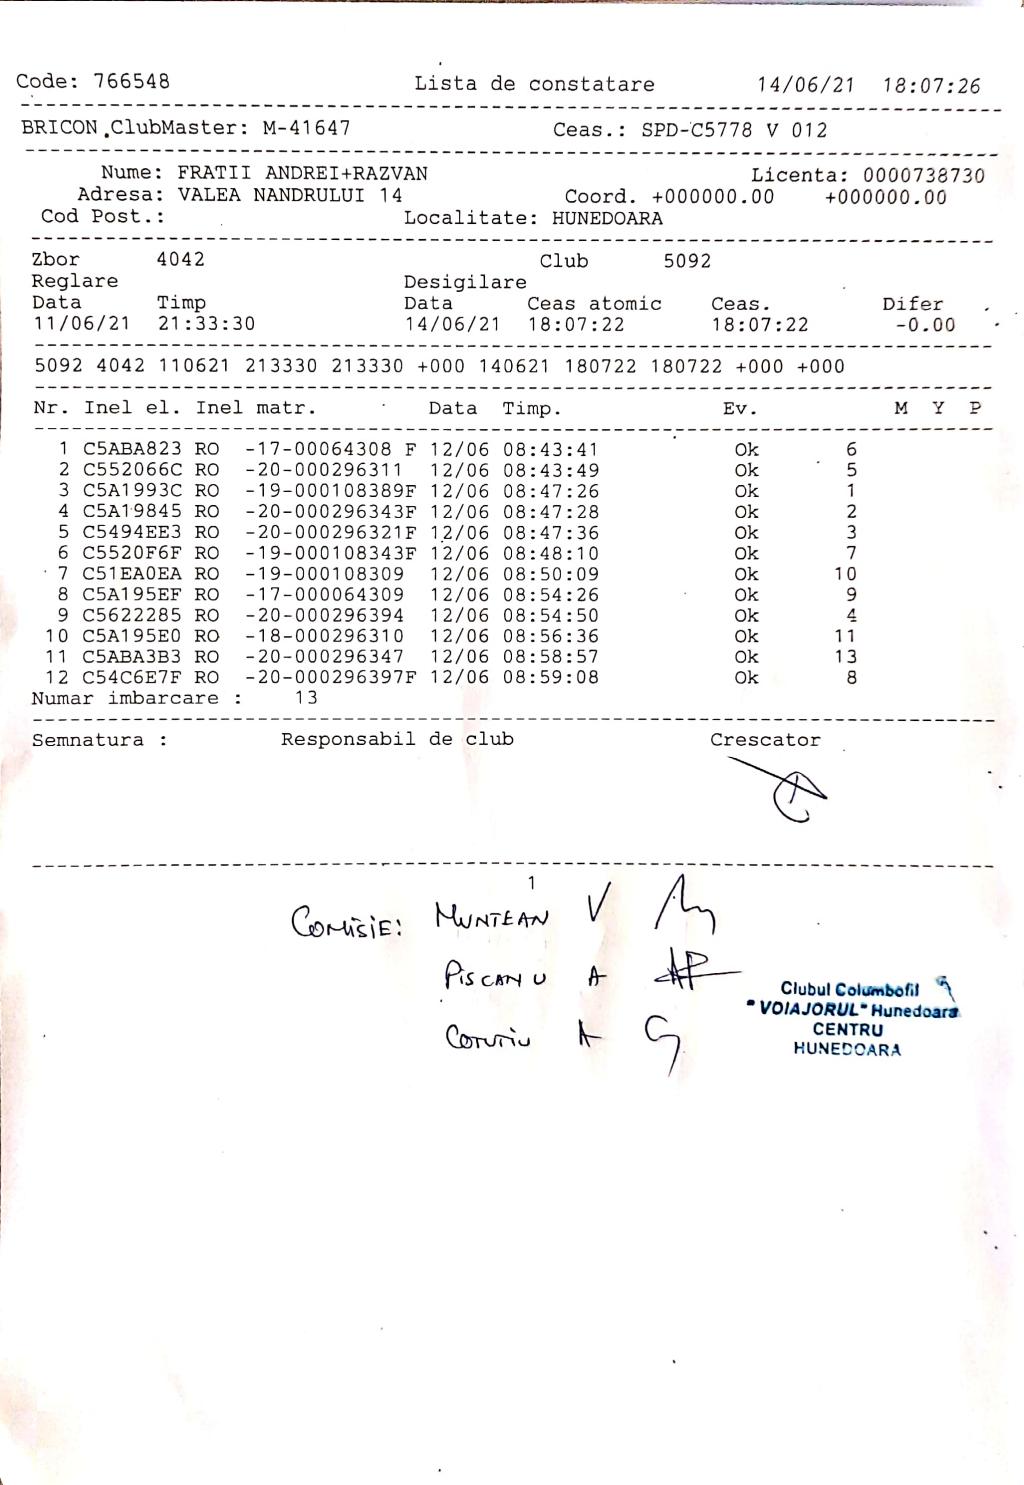 Code: 766548 Lista de constatare 14/06/21 18:07:26
BRICON ClubMaster: M-41647 Ceas.: SPD-C5778 V 012
Nume: FRATII ANDREI+RAZVAN Licenta: 0000738730
Adresa: VALEA NANDRULUI 14 Coord. +000000.00 +000000.00
Cod Post.: Localitate: HUNEDOARA
Zbor 4042 Club 5092
Reglare Desigilare
Data Timp Data Ceas atomic Ceas. Difer
11/06/21 21:33:30 14/06/21 18:07:22 18:07:22 -0.00
5092 4042 110621 213330 213330 +000 140621 180722 180722 +000 +000
Nr. Inel el. Inel matr. Data Timp. Ev. M Y P
1 C5ABA823 RO -17-00064308 F 12/06 08:43:41 Ok 6
2 C552066C RO -20-000296311 12/06 08:43:49 Ok 5
3 C5A1993C RO -19-000108389F 12/06 08:47:26 Ok 1
4 C5A19845 RO -20-000296343F 12/06 08:47:28 Ok 2
5 C5494EE3 RO -20-000296321F 12/06 08:47:36 Ok 3
6 C5520F6F RO -19-000108343F 12/06 08:48:10 Ok 7
7 C51EA0EA RO -19-000108309 12/06 08:50:09 Ok 10
8 C5A195EF RO -17-000064309 12/06 08:54:26 Ok 9
9 C5622285 RO -20-000296394 12/06 08:54:50 Ok 4
10 C5A195E0 RO -18-000296310 12/06 08:56:36 Ok 11
11 C5ABA3B3 RO -20-000296347 12/06 08:58:57 Ok 13
12 C54C6E7F RO -20-000296397F 12/06 08:59:08 Ok 8
Numar imbarcare : 13
Semnatura : Responsabil de club Crescator
1
COMISIE: MUNTEAN V
PISCANU A
COTUTIU A
Clubul Columbofil
"VOIAJORUL" Hunedoara
CENTRU
HUNEDOARA